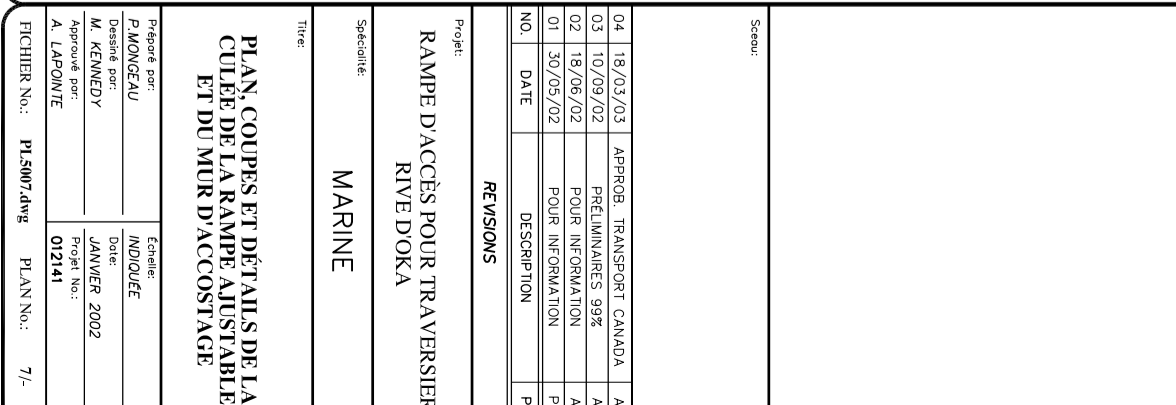 Sceau:
04 18/03/03 APPROB. TRANSPORT CANADA A
03 10/09/02 PRÉLIMINAIRES 99% A
02 18/06/02 POUR INFORMATION A
01 30/05/02 POUR INFORMATION P
NO. DATE DESCRIPTION P
REVISIONS
Projet:
RAMPE D'ACCÈS POUR TRAVERSIER
RIVE D'OKA
Spécialité:
MARINE
Titre:
PLAN, COUPES ET DÉTAILS DE LA
CULÉE DE LA RAMPE AJUSTABLE
ET DU MUR D'ACCOSTAGE
Préparé par:
P.MONGEAU
Échelle:
INDIQUÉE
Dessiné par:
M. KENNEDY
Date:
JANVIER 2002
Approuvé par:
A. LAPOINTE
Projet No.:
012141
FICHIER No.: PL5007.dwg PLAN No.: 7/-